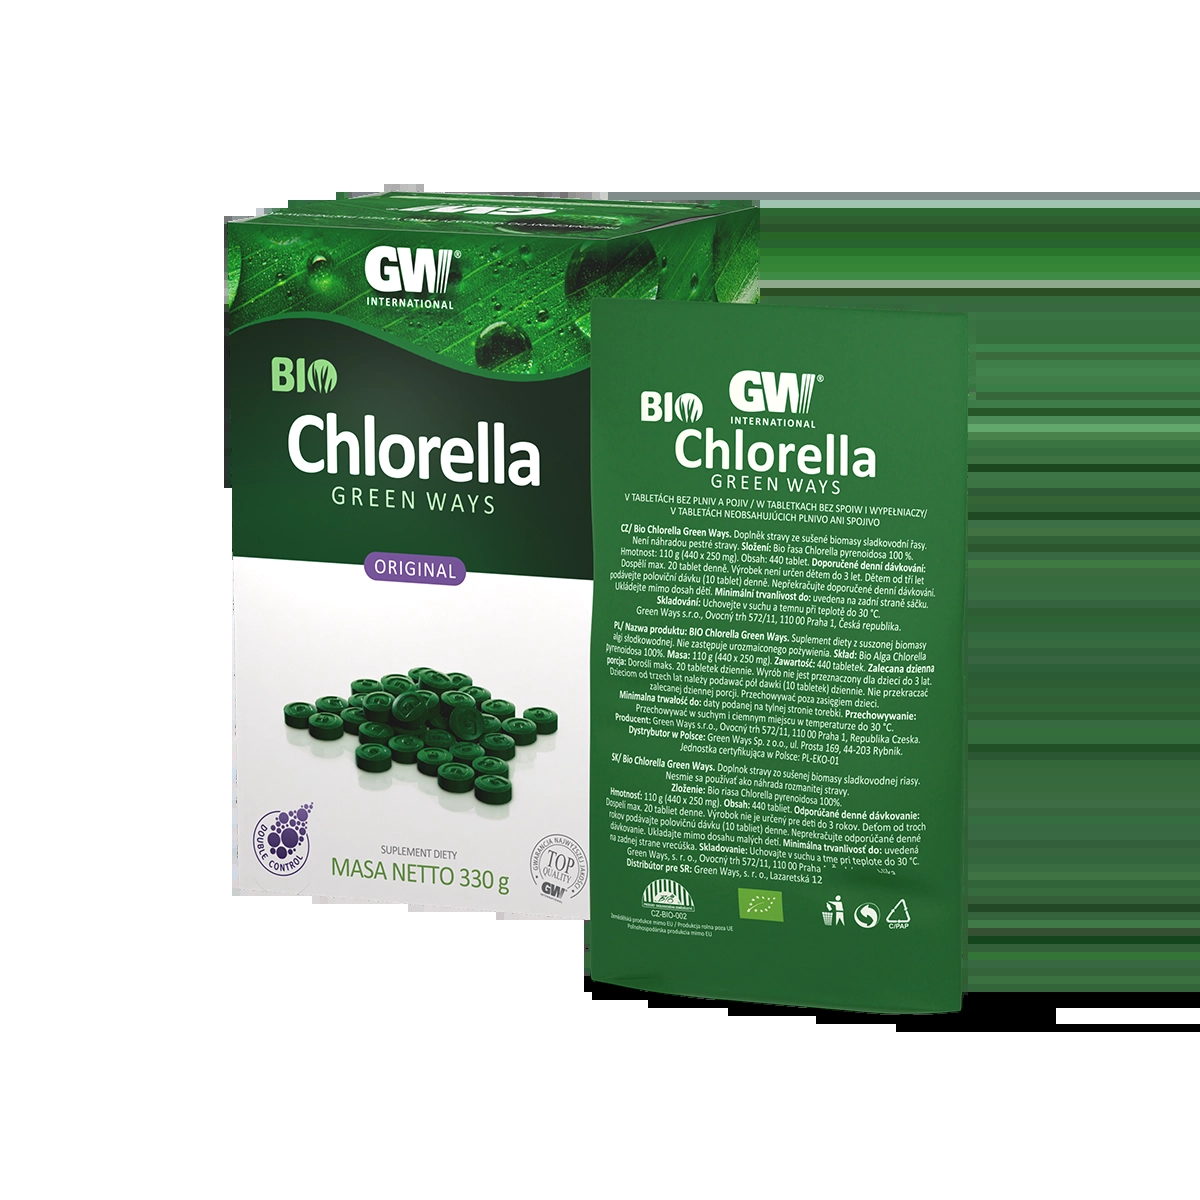 GW®
INTERNATIONAL
BIO
Chlorella
GREEN WAYS
ORIGINAL
DOUBLE CONTROL
SUPLEMENT DIETY
MASA NETTO 330 g
GWARANCJA NAJWYŻSZEJ JAKOŚCI
TOP
QUALITY
GW
GW®
INTERNATIONAL
BIO
Chlorella
GREEN WAYS
V TABLETÁCH BEZ PLNIV A POJIV / W TABLETKACH BEZ SPOIW I WYPEŁNIACZY/
V TABLETÁCH NEOBSAHUJÚCICH PLNIVO ANI SPOJIVO
CZ/ Bio Chlorella Green Ways. Doplněk stravy ze sušené biomasy sladkovodní řasy.
Není náhradou pestré stravy. Složení: Bio řasa Chlorella pyrenoidosa 100 %.
Hmotnost: 110 g (440 x 250 mg). Obsah: 440 tablet. Doporučené denní dávkování:
Dospělí max. 20 tablet denně. Výrobek není určen dětem do 3 let. Dětem od tří let
podávejte poloviční dávku (10 tablet) denně. Nepřekračujte doporučené denní dávkování.
Ukládejte mimo dosah dětí. Minimální trvanlivost do: uvedena na zadní straně sáčku.
Skladování: Uchovejte v suchu a temnu při teplotě do 30 °C.
Green Ways s.r.o., Ovocný trh 572/11, 110 00 Praha 1, Česká republika.
PL/ Nazwa produktu: BIO Chlorella Green Ways. Suplement diety z suszonej biomasy
algi słodkowodnej. Nie zastępuje urozmaiconego pożywienia. Skład: Bio Alga Chlorella
pyrenoidosa 100%. Masa: 110 g (440 x 250 mg). Zawartość: 440 tabletek. Zalecana dzienna
porcja: Dorośli maks. 20 tabletek dziennie. Wyrób nie jest przeznaczony dla dzieci do 3 lat.
Dzieciom od trzech lat należy podawać pół dawki (10 tabletek) dziennie. Nie przekraczać
zalecanej dziennej porcji. Przechowywać poza zasięgiem dzieci.
Minimalna trwałość do: daty podanej na tylnej stronie torebki. Przechowywanie:
Przechowywać w suchym i ciemnym miejscu w temperaturze do 30 °C.
Producent: Green Ways s.r.o., Ovocný trh 572/11, 110 00 Praha 1, Republika Czeska.
Dystrybutor w Polsce: Green Ways Sp. z o.o., ul. Prosta 169, 44-203 Rybnik.
Jednostka certyfikująca w Polsce: PL-EKO-01
SK/ Bio Chlorella Green Ways. Doplnok stravy zo sušenej biomasy sladkovodnej riasy.
Nesmie sa používať ako náhrada rozmanitej stravy.
Zloženie: Bio riasa Chlorella pyrenoidosa 100%.
Hmotnosť: 110 g (440 x 250 mg). Obsah: 440 tabliet. Odporúčané denné dávkovanie:
Dospelí max. 20 tabliet denne. Výrobok nie je určený pre deti do 3 rokov. Deťom od troch
rokov podávajte polovičnú dávku (10 tabliet) denne. Neprekračujte odporúčané denné
dávkovanie. Ukladajte mimo dosahu malých detí. Minimálna trvanlivosť do: uvedená
na zadnej strane vrecúška. Skladovanie: Uchovajte v suchu a tme pri teplote do 30 °C.
Green Ways, s. r. o., Ovocný trh 572/11, 110 00 Praha
Distribútor pre SR: Green Ways, s. r. o., Lazaretská 12
BIO
CZ-BIO-002
Zemědělská produkce mimo EU / Produkcja rolna poza UE
Poľnohospodárska produkcia mimo EU
C/PAP